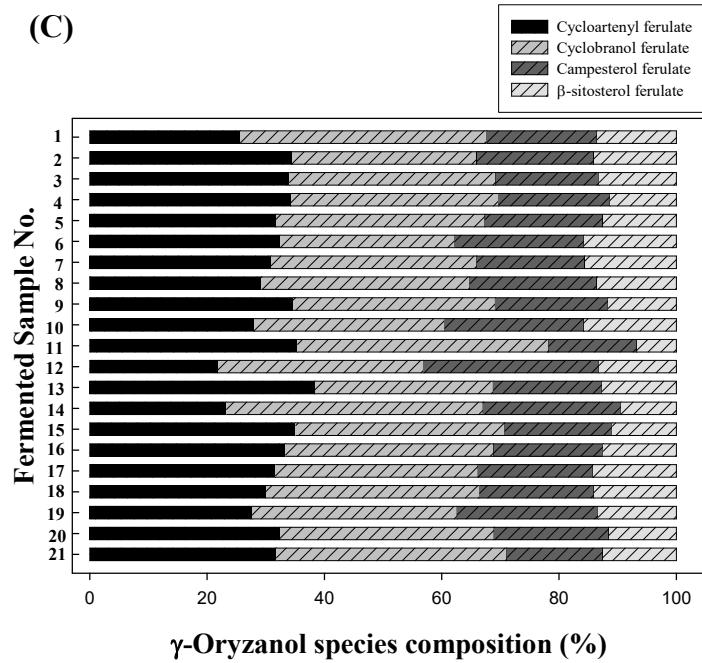 (C)
Cycloartenyl ferulate
Cyclobranol ferulate
Campesterol ferulate
β-sitosterol ferulate
Fermented Sample No.
1
2
3
4
5
6
7
8
9
10
11
12
13
14
15
16
17
18
19
20
21
0 20 40 60 80 100
γ-Oryzanol species composition (%)